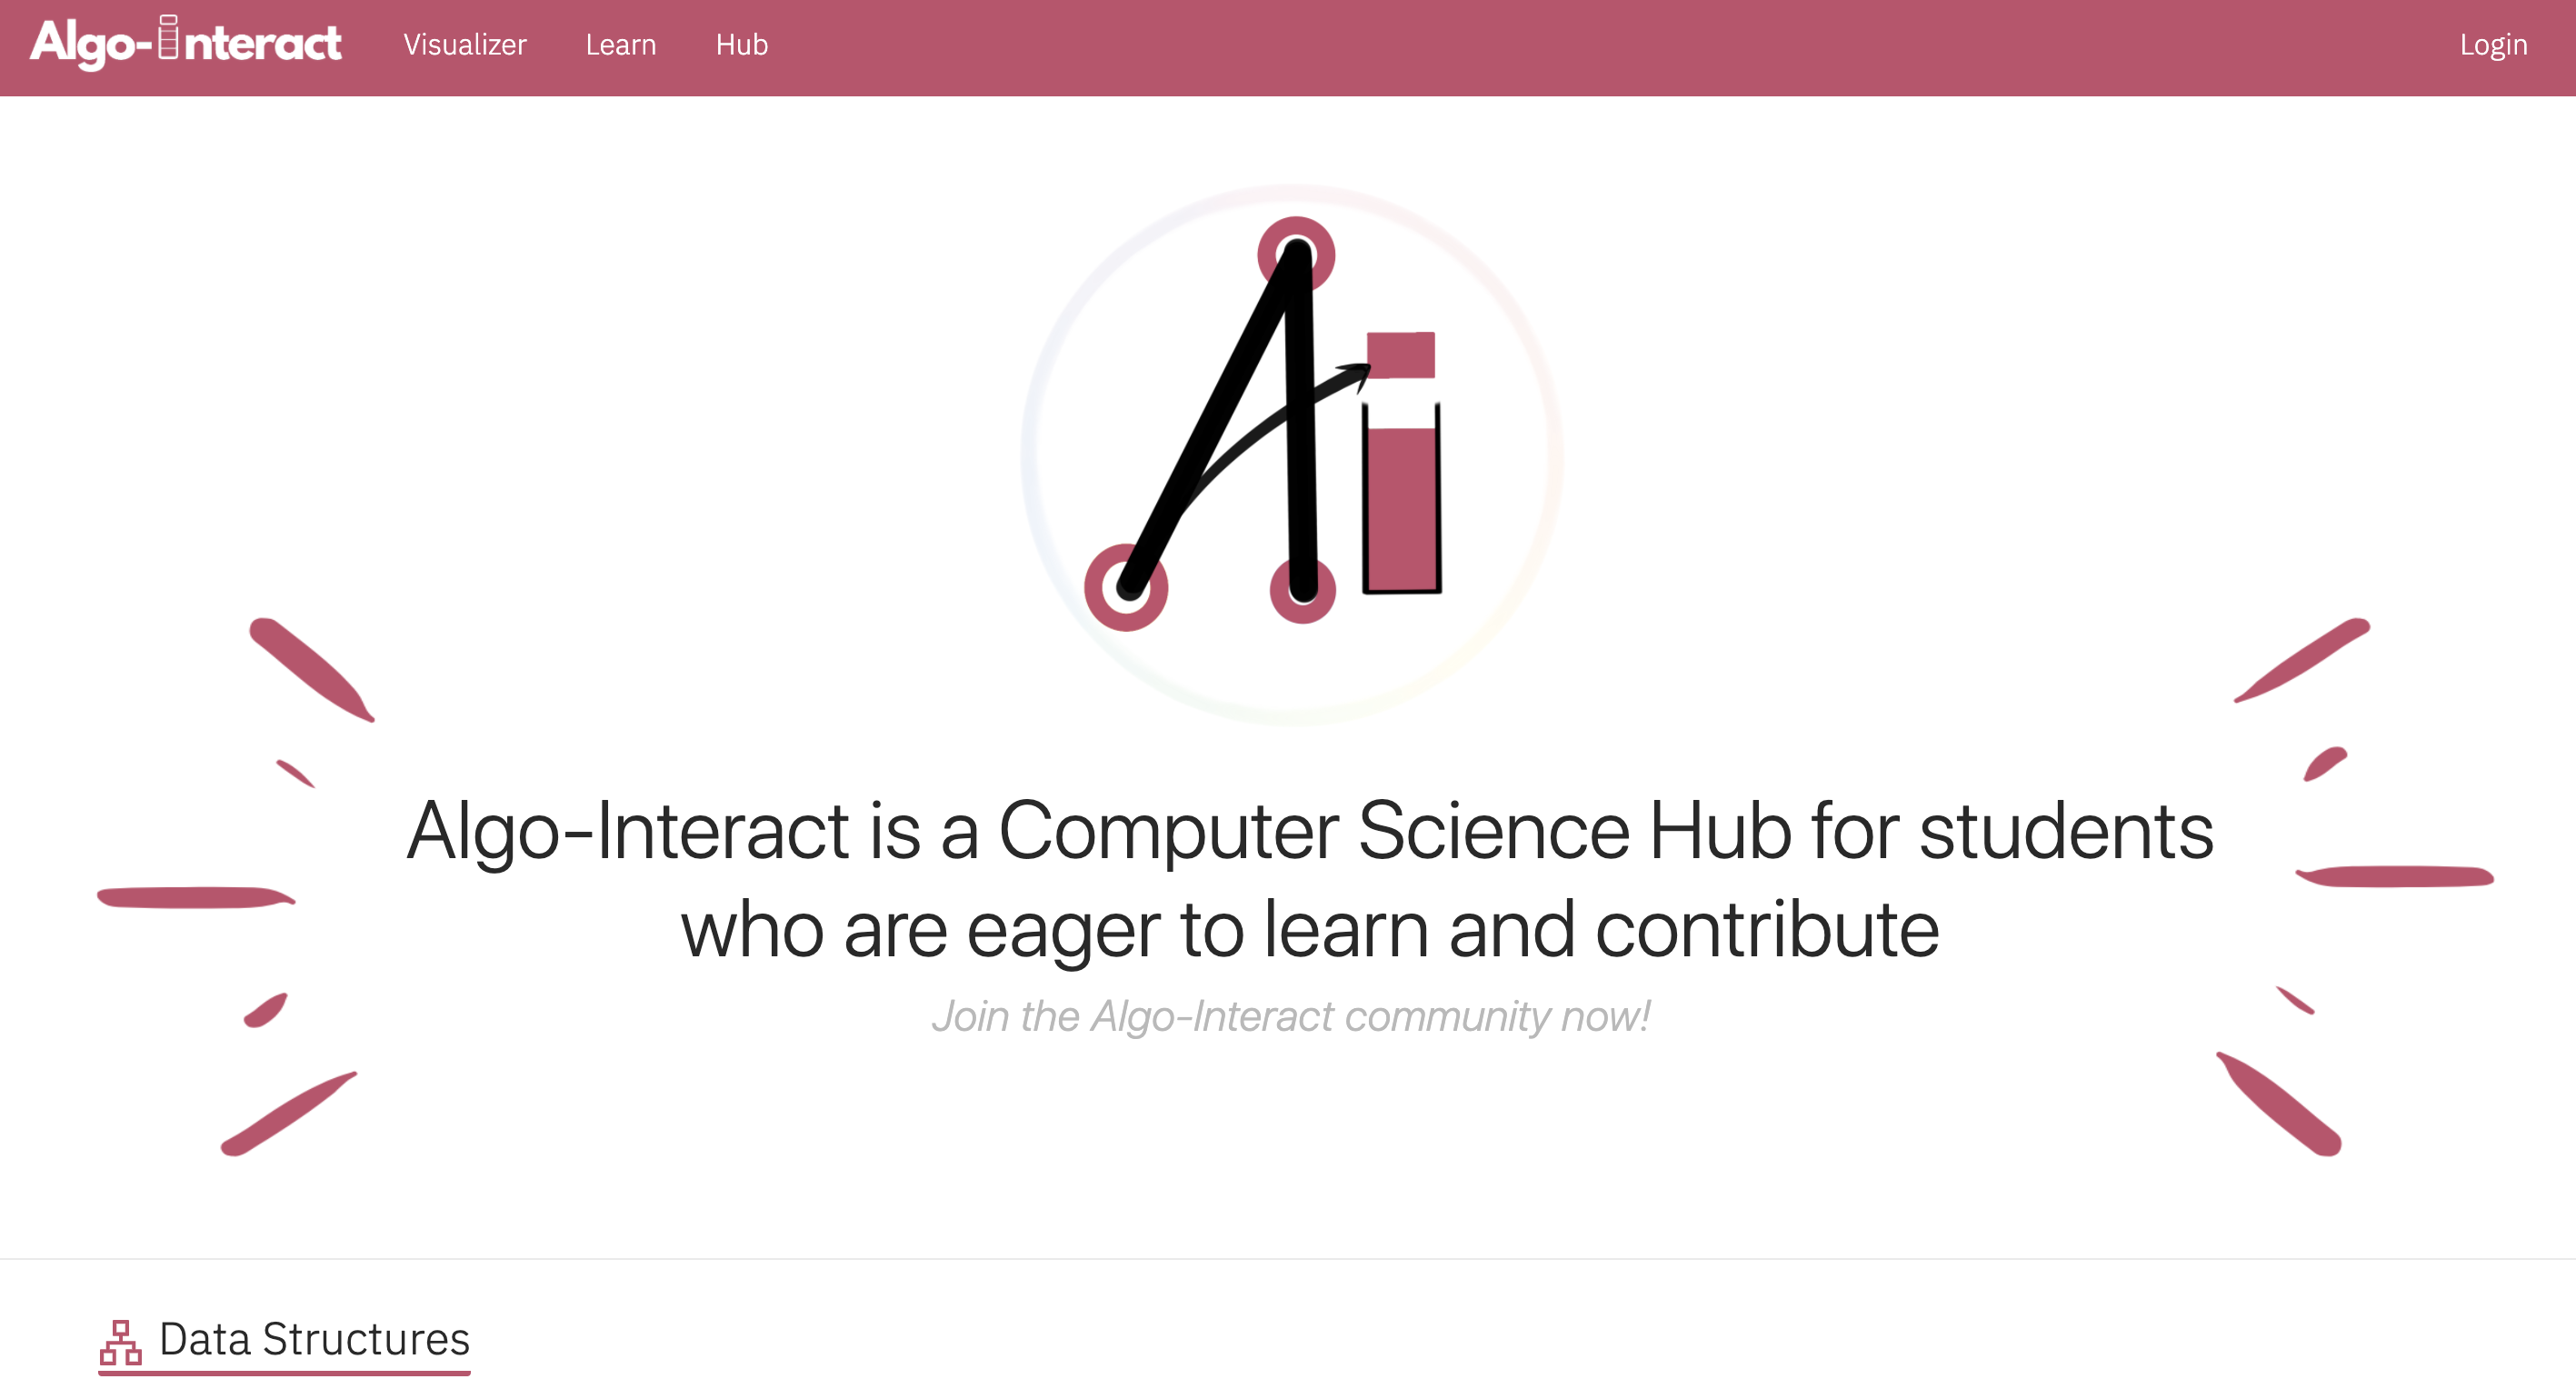 Algo-Interact Visualizer Learn Hub Login
Ai
Algo-Interact is a Computer Science Hub for students
who are eager to learn and contribute
Join the Algo-Interact community now!
Data Structures